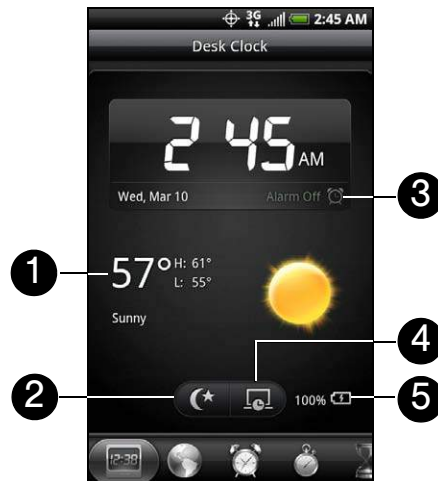 3G 2:45 AM
Desk Clock
2 45 AM
Wed, Mar 10 Alarm Off
3
1
57° H: 61°
L: 55°
Sunny
4
2
100%
5
12:38